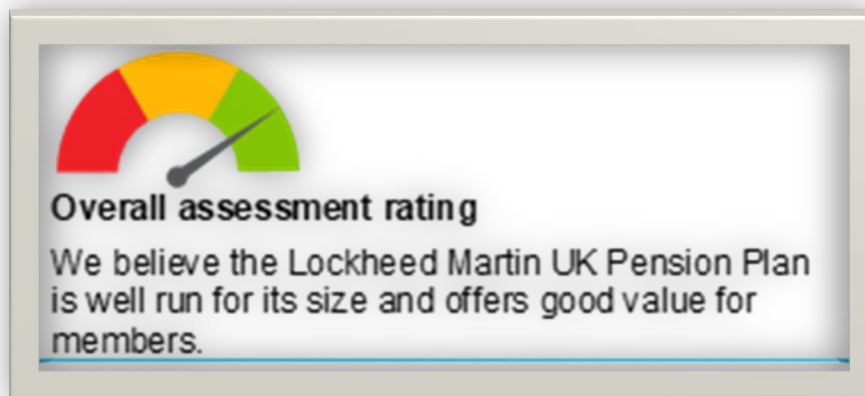 Overall assessment rating
We believe the Lockheed Martin UK Pension Plan
is well run for its size and offers good value for
members.